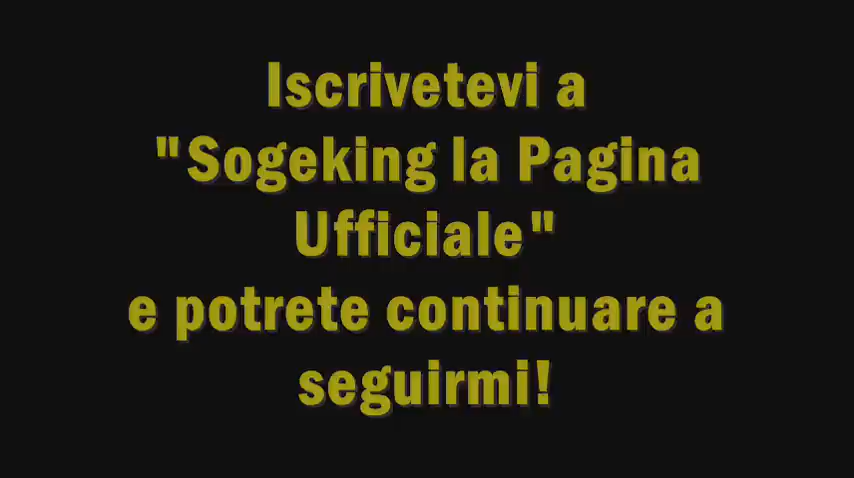 Iscrivetevi a
"Sogeking la Pagina
Ufficiale"
e potrete continuare a
seguirmi!